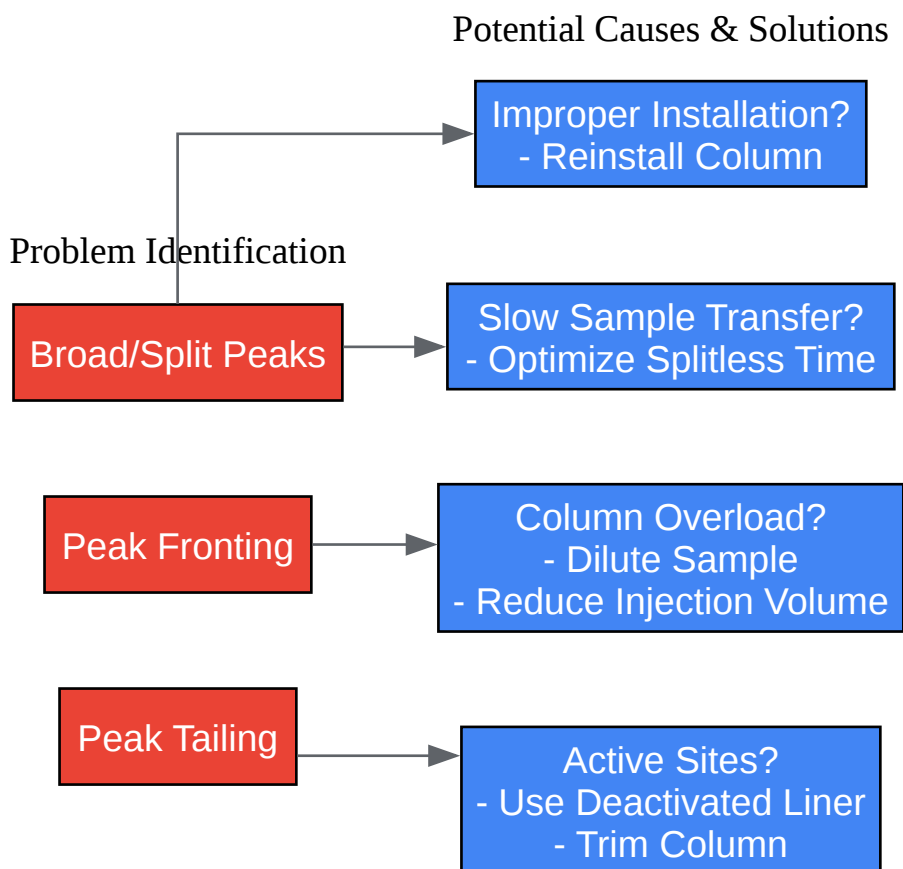 Potential Causes & Solutions
Improper Installation?
- Reinstall Column
Problem Identification
Broad/Split Peaks
Slow Sample Transfer?
- Optimize Splitless Time
Peak Fronting
Column Overload?
- Dilute Sample
- Reduce Injection Volume
Peak Tailing
Active Sites?
- Use Deactivated Liner
- Trim Column